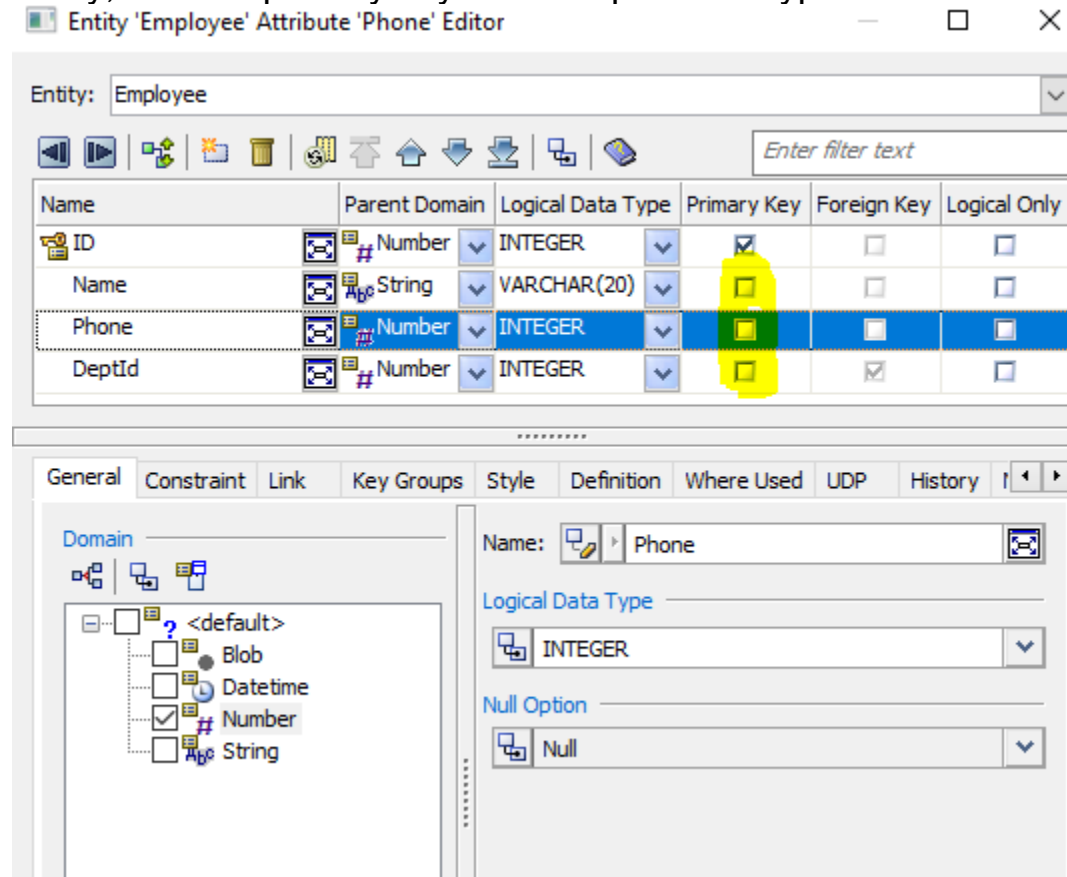 Entity 'Employee' Attribute 'Phone' Editor
Entity: Employee
Enter filter text
Name Parent Domain Logical Data Type Primary Key Foreign Key Logical Only
ID Number INTEGER
Name String VARCHAR(20)
Phone Number INTEGER
DeptId Number INTEGER
General Constraint Link Key Groups Style Definition Where Used UDP History
Domain
<default>
Blob
Datetime
Number
String
Name: Phone
Logical Data Type
INTEGER
Null Option
Null